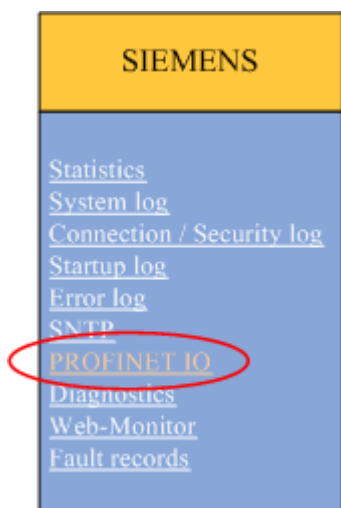 SIEMENS
Statistics
System log
Connection / Security log
Startup log
Error log
SNTP
PROFINET IO
Diagnostics
Web-Monitor
Fault records